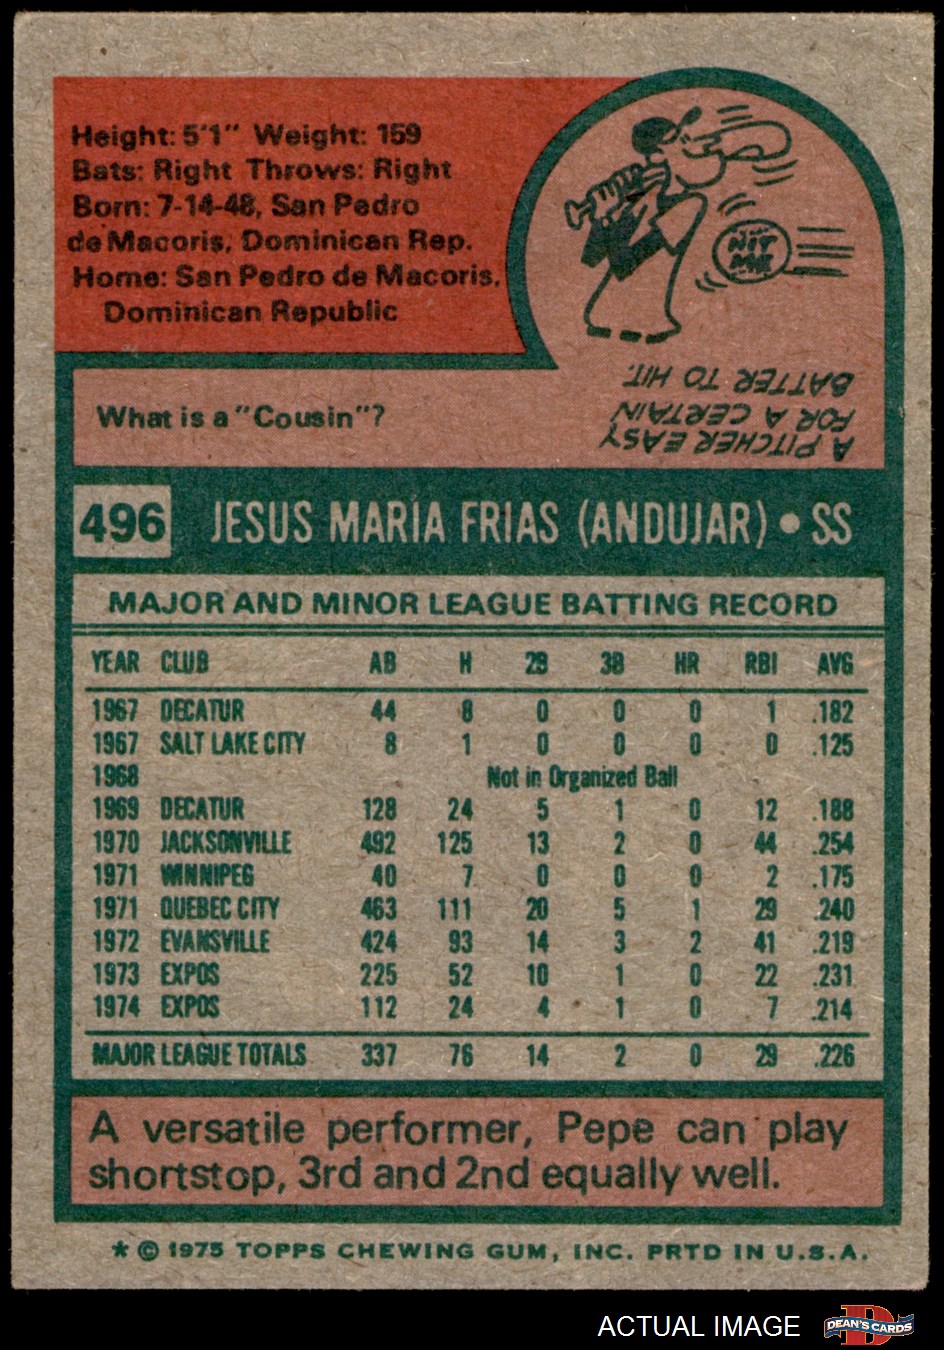 Height: 5'1" Weight: 159
Bats: Right Throws: Right
Born: 7-14-48, San Pedro
de Macoris, Dominican Rep.
Home: San Pedro de Macoris,
Dominican Republic
HIT ME
What is a "Cousin"?
A PITCHER EASY
FOR A CERTAIN
BATTER TO HIT.
496 JESUS MARIA FRIAS (ANDUJAR) • SS
MAJOR AND MINOR LEAGUE BATTING RECORD
YEAR CLUB AB H 2B 3B HR RBI AVG
1967 DECATUR 44 8 0 0 0 1 .182
1967 SALT LAKE CITY 8 1 0 0 0 0 .125
1968 Not in Organized Ball
1969 DECATUR 128 24 5 1 0 12 .188
1970 JACKSONVILLE 492 125 13 2 0 44 .254
1971 WINNIPEG 40 7 0 0 0 2 .175
1971 QUEBEC CITY 463 111 20 5 1 29 .240
1972 EVANSVILLE 424 93 14 3 2 41 .219
1973 EXPOS 225 52 10 1 0 22 .231
1974 EXPOS 112 24 4 1 0 7 .214
MAJOR LEAGUE TOTALS 337 76 14 2 0 29 .226
A versatile performer, Pepe can play
shortstop, 3rd and 2nd equally well.
* © 1975 TOPPS CHEWING GUM, INC. PRTD IN U.S.A.
ACTUAL IMAGE
D
DEAN'S CARDS